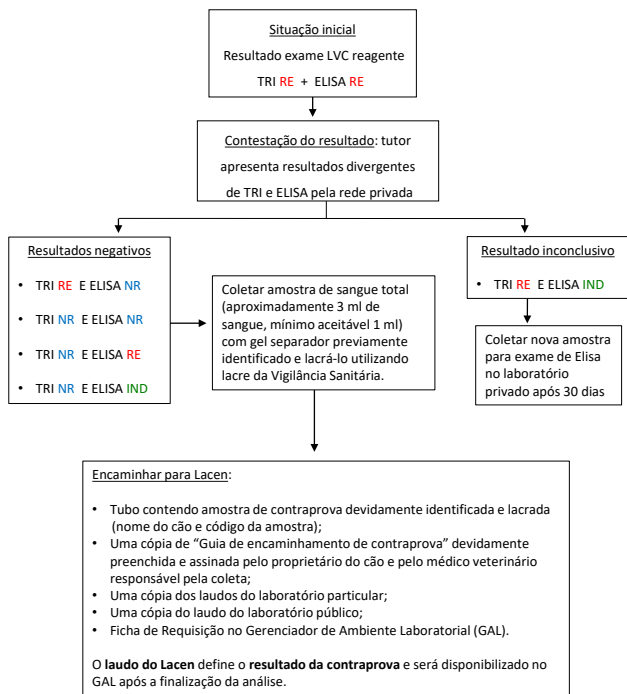 Situação inicial
Resultado exame LVC reagente
TRI RE + ELISA RE
Contestação do resultado: tutor
apresenta resultados divergentes
de TRI e ELISA pela rede privada
Resultados negativos
• TRI RE E ELISA NR
• TRI NR E ELISA NR
• TRI NR E ELISA RE
• TRI NR E ELISA IND
Coletar amostra de sangue total
(aproximadamente 3 ml de
sangue, mínimo aceitável 1 ml)
com gel separador previamente
identificado e lacrá-lo utilizando
lacre da Vigilância Sanitária.
Resultado inconclusivo
• TRI RE E ELISA IND
Coletar nova amostra
para exame de Elisa
no laboratório
privado após 30 dias
Encaminhar para Lacen:
• Tubo contendo amostra de contraprova devidamente identificada e lacrada
(nome do cão e código da amostra);
• Uma cópia de “Guia de encaminhamento de contraprova” devidamente
preenchida e assinada pelo proprietário do cão e pelo médico veterinário
responsável pela coleta;
• Uma cópia dos laudos do laboratório particular;
• Uma cópia do laudo do laboratório público;
• Ficha de Requisição no Gerenciador de Ambiente Laboratorial (GAL).
O laudo do Lacen define o resultado da contraprova e será disponibilizado no
GAL após a finalização da análise.